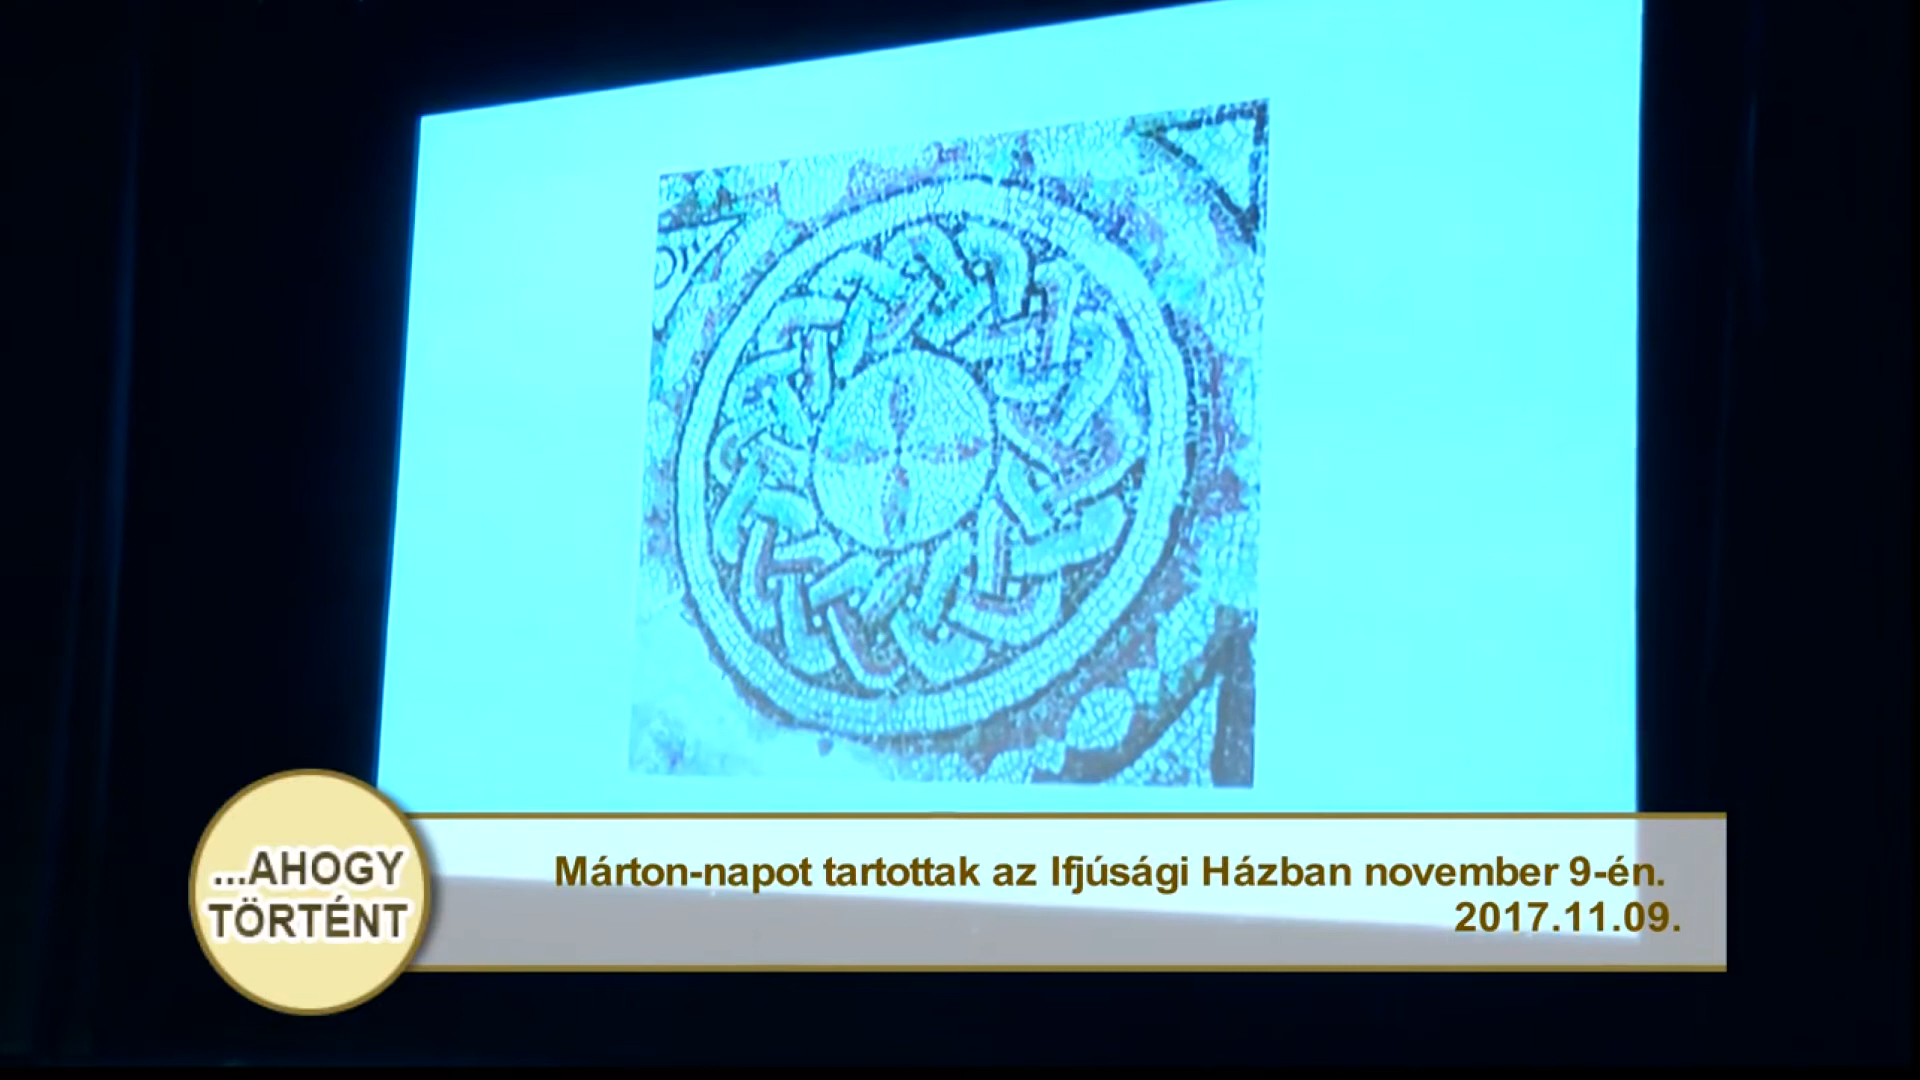 ...AHOGY
TÖRTÉNT
Márton-napot tartottak az Ifjúsági Házban november 9-én.
2017.11.09.